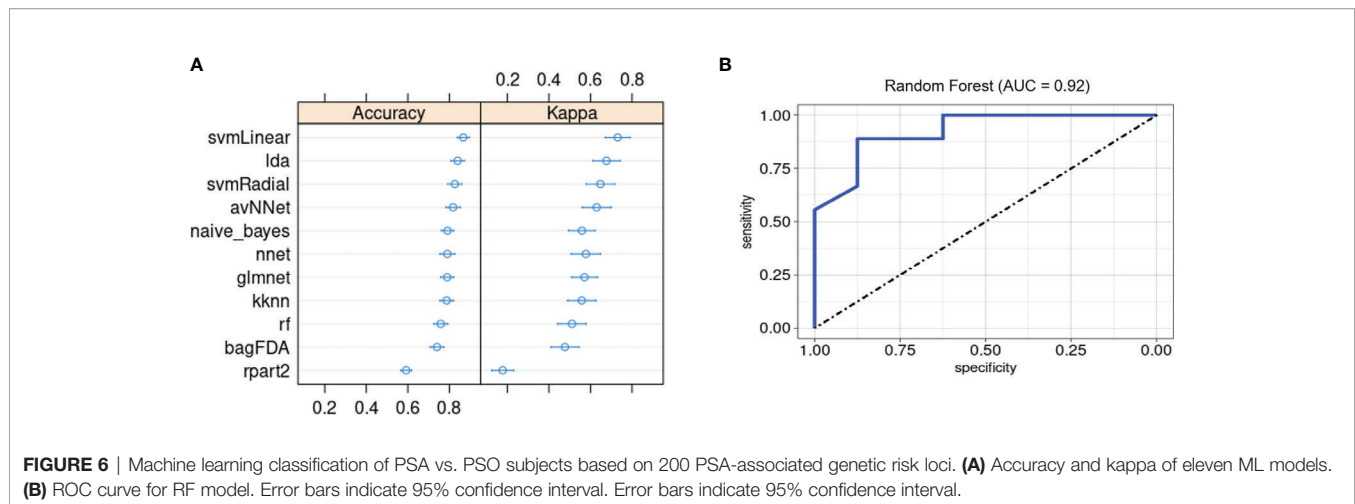 A
0.2 0.4 0.6 0.8
Accuracy Kappa
svmLinear
lda
svmRadial
avNNet
naive_bayes
nnet
glmnet
kknn
rf
bagFDA
rpart2
0.2 0.4 0.6 0.8
B
Random Forest (AUC = 0.92)
1.00
0.75
0.50
0.25
0.00
sensitivity
1.00 0.75 0.50 0.25 0.00
specificity
FIGURE 6 | Machine learning classification of PSA vs. PSO subjects based on 200 PSA-associated genetic risk loci. (A) Accuracy and kappa of eleven ML models.
(B) ROC curve for RF model. Error bars indicate 95% confidence interval. Error bars indicate 95% confidence interval.